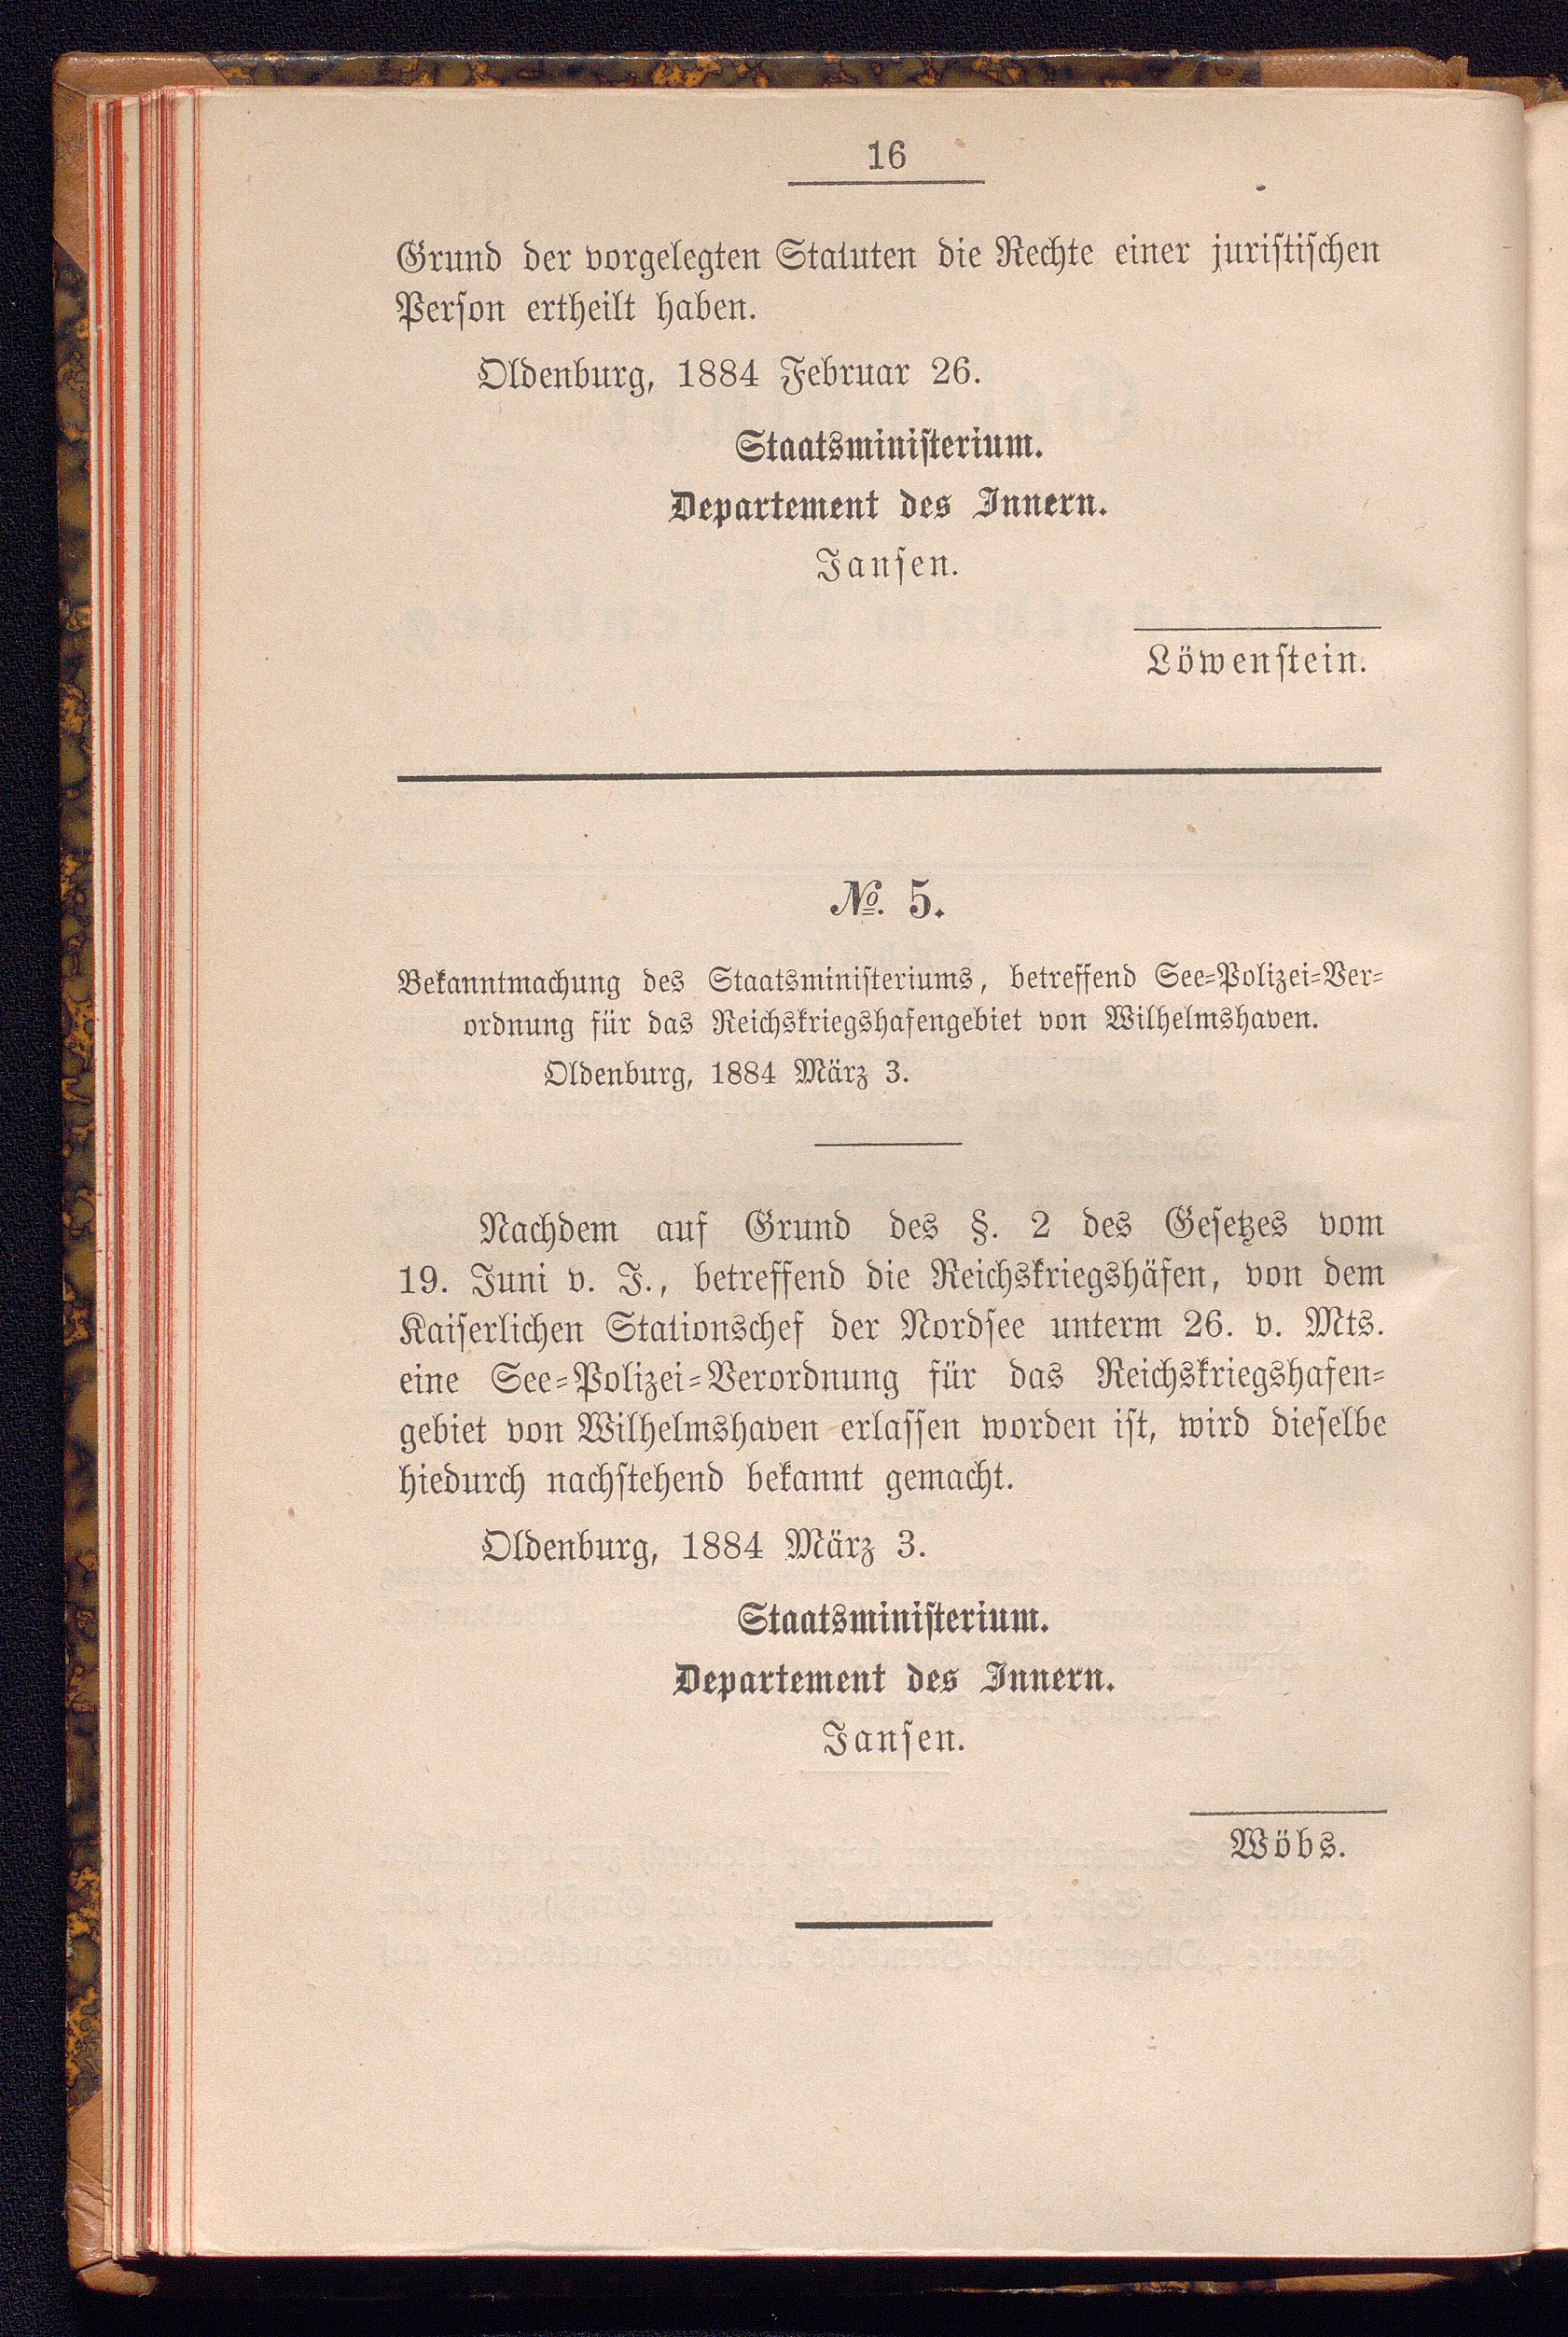 16
Grund der vorgelegten Statuten die Rechte einer juristischen
Person ertheilt haben.
Oldenburg, 1884 Februar 26.
Staatsministerium.
Departement des Innern.
Jansen.
Löwenstein.
№. 5.
Bekanntmachung des Staatsministeriums, betreffend See-Polizei-Ver-
ordnung für das Reichskriegshafengebiet von Wilhelmshaven.
Oldenburg, 1884 März 3.
Nachdem auf Grund des §. 2 des Gesetzes vom
19. Juni v. J., betreffend die Reichskriegshäfen, von dem
Kaiserlichen Stationschef der Nordsee unterm 26. v. Mts.
eine See-Polizei-Verordnung für das Reichskriegshafen-
gebiet von Wilhelmshaven erlassen worden ist, wird dieselbe
hiedurch nachstehend bekannt gemacht.
Oldenburg, 1884 März 3.
Staatsministerium.
Departement des Innern.
Jansen.
Wöbs.